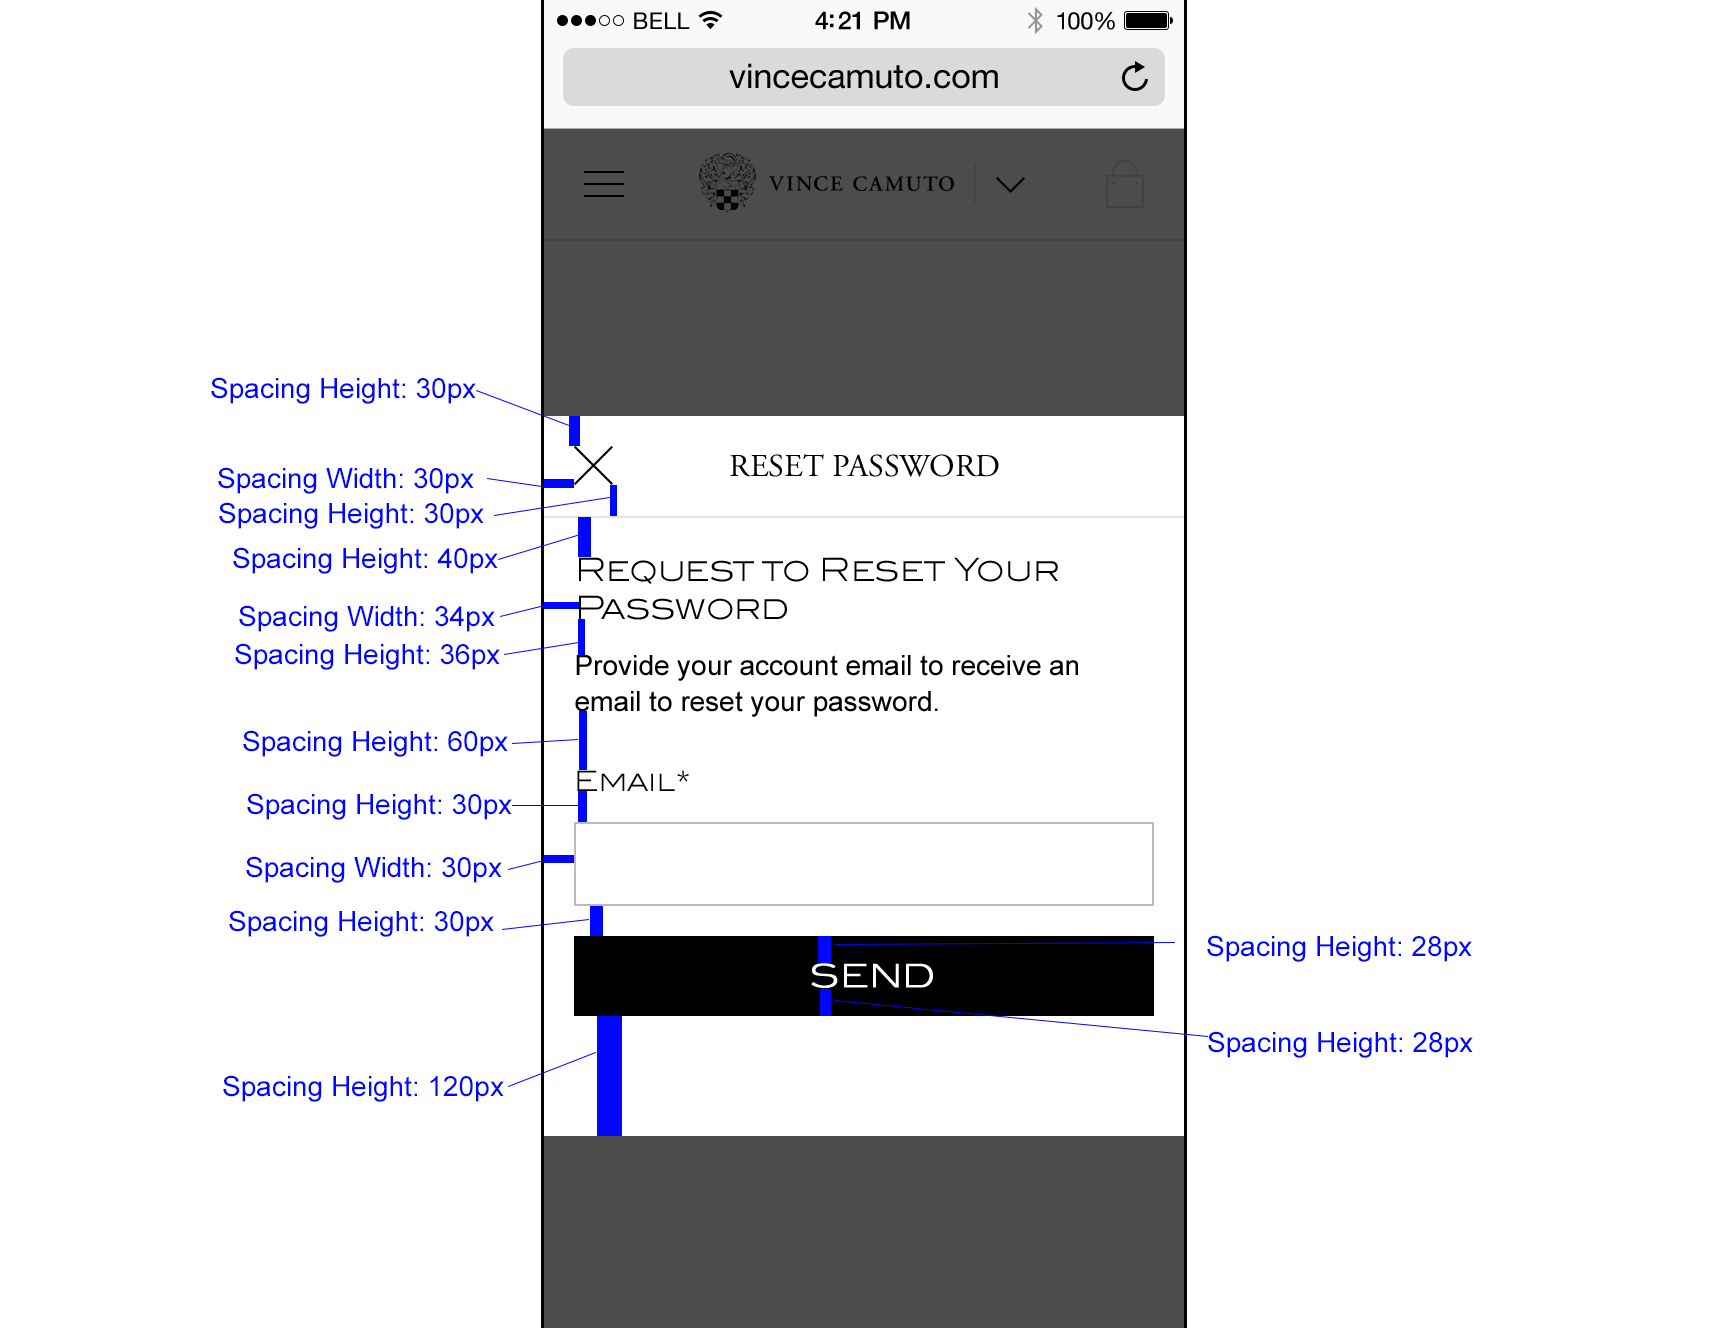 BELL 4:21 PM 100%
vincecamuto.com
VINCE CAMUTO
Spacing Height: 30px
RESET PASSWORD
Spacing Width: 30px
Spacing Height: 30px
Spacing Height: 40px
REQUEST TO RESET YOUR
PASSWORD
Spacing Width: 34px
Spacing Height: 36px
Provide your account email to receive an
email to reset your password.
Spacing Height: 60px
EMAIL*
Spacing Height: 30px
Spacing Width: 30px
Spacing Height: 30px
Spacing Height: 28px
SEND
Spacing Height: 28px
Spacing Height: 120px